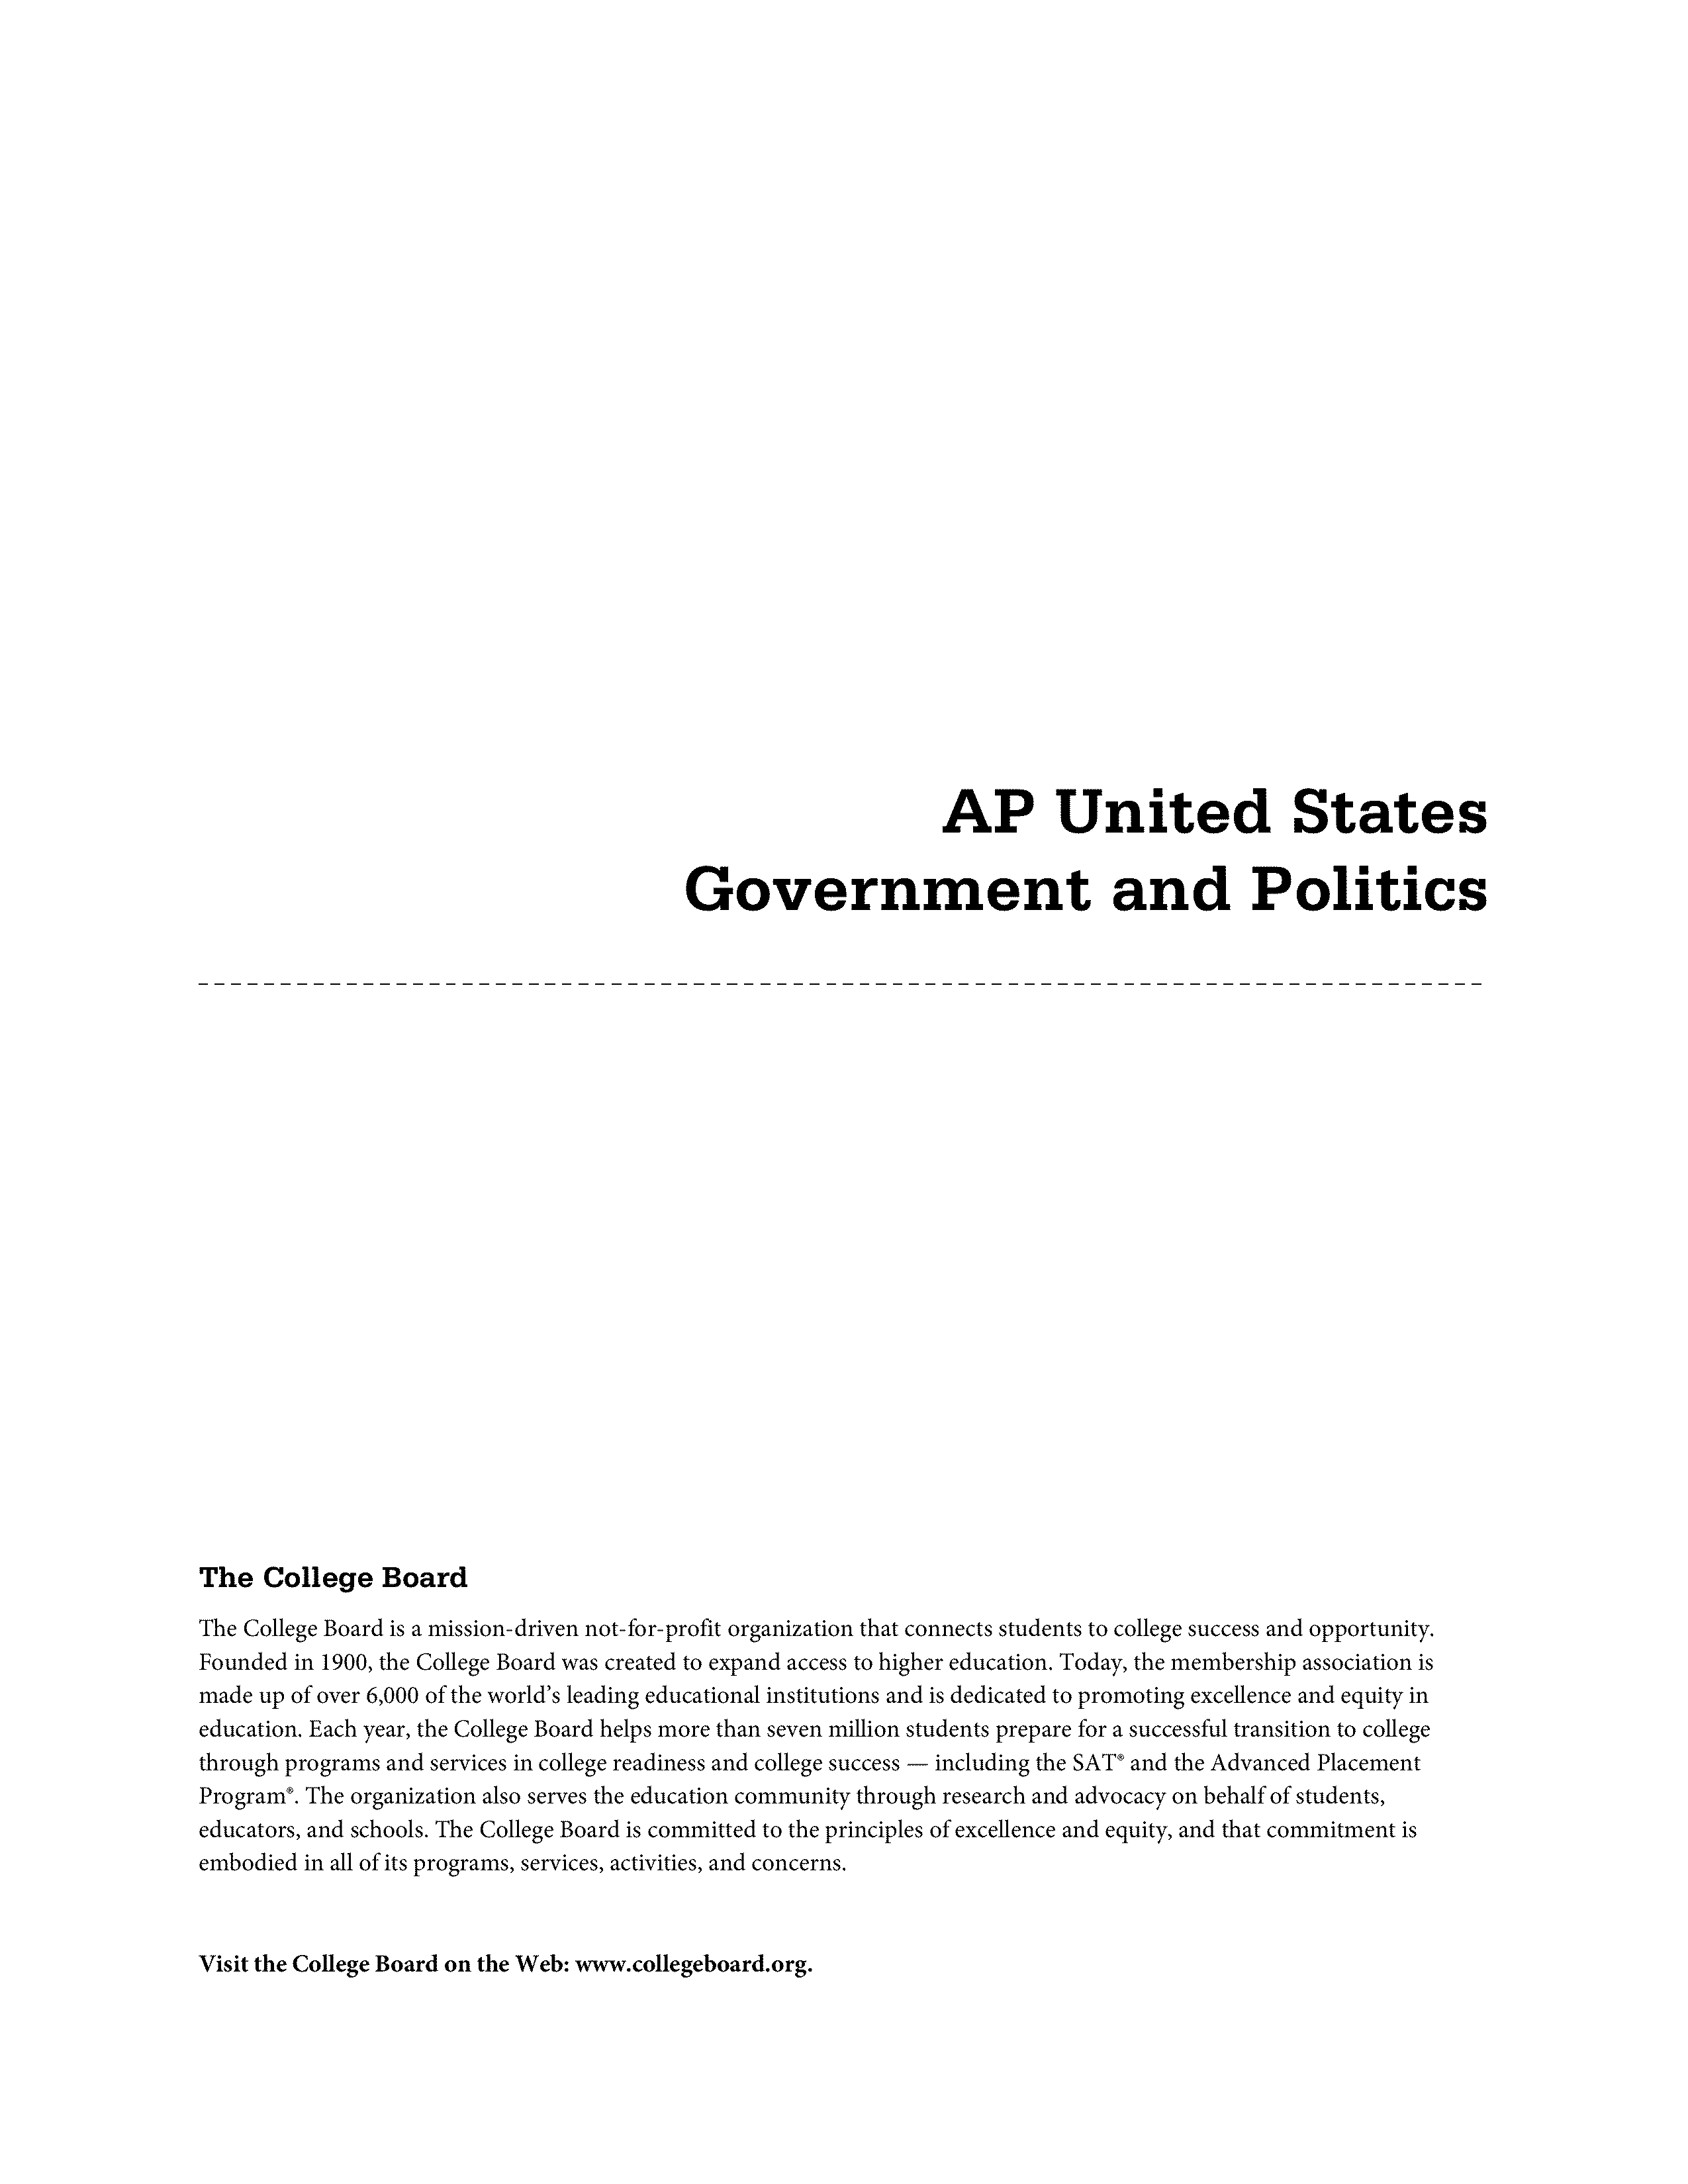 AP United States
Government and Politics
The College Board
The College Board is a mission-driven not-for-profit organization that connects students to college success and opportunity.
Founded in 1900, the College Board was created to expand access to higher education. Today, the membership association is
made up of over 6,000 of the world’s leading educational institutions and is dedicated to promoting excellence and equity in
education. Each year, the College Board helps more than seven million students prepare for a successful transition to college
through programs and services in college readiness and college success — including the SAT® and the Advanced Placement
Program®. The organization also serves the education community through research and advocacy on behalf of students,
educators, and schools. The College Board is committed to the principles of excellence and equity, and that commitment is
embodied in all of its programs, services, activities, and concerns.
Visit the College Board on the Web: www.collegeboard.org.